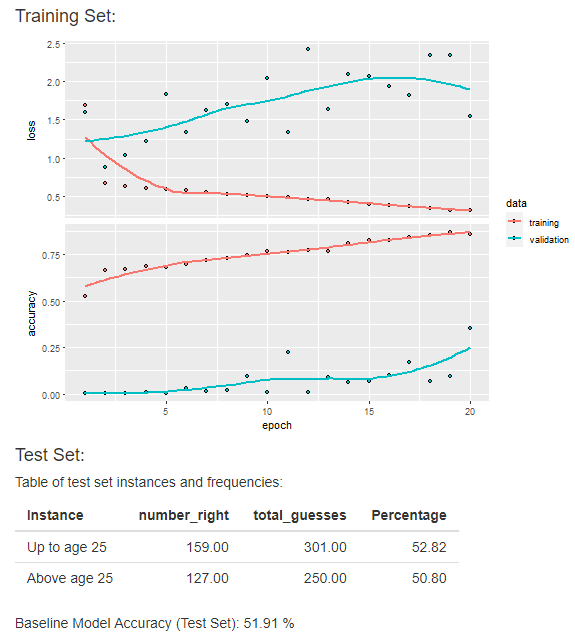 Training Set:
2.5
2.0
1.5
1.0
0.5
loss
0.75
0.50
0.25
0.00
accuracy
5 10 15 20
epoch
data
training
validation
Test Set:
Table of test set instances and frequencies:
Instance number_right total_guesses Percentage
Up to age 25 159.00 301.00 52.82
Above age 25 127.00 250.00 50.80
Baseline Model Accuracy (Test Set): 51.91 %